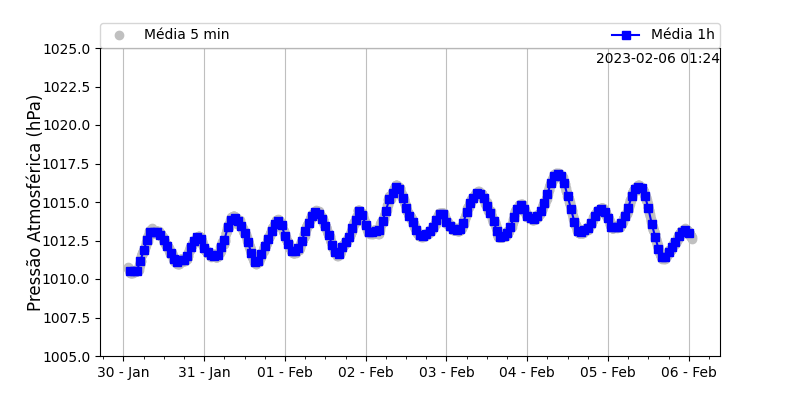 Média 5 min
Média 1h
2023-02-06 01:24
Pressão Atmosférica (hPa)
1025.0
1022.5
1020.0
1017.5
1015.0
1012.5
1010.0
1007.5
1005.0
30 - Jan 31 - Jan 01 - Feb 02 - Feb 03 - Feb 04 - Feb 05 - Feb 06 - Feb